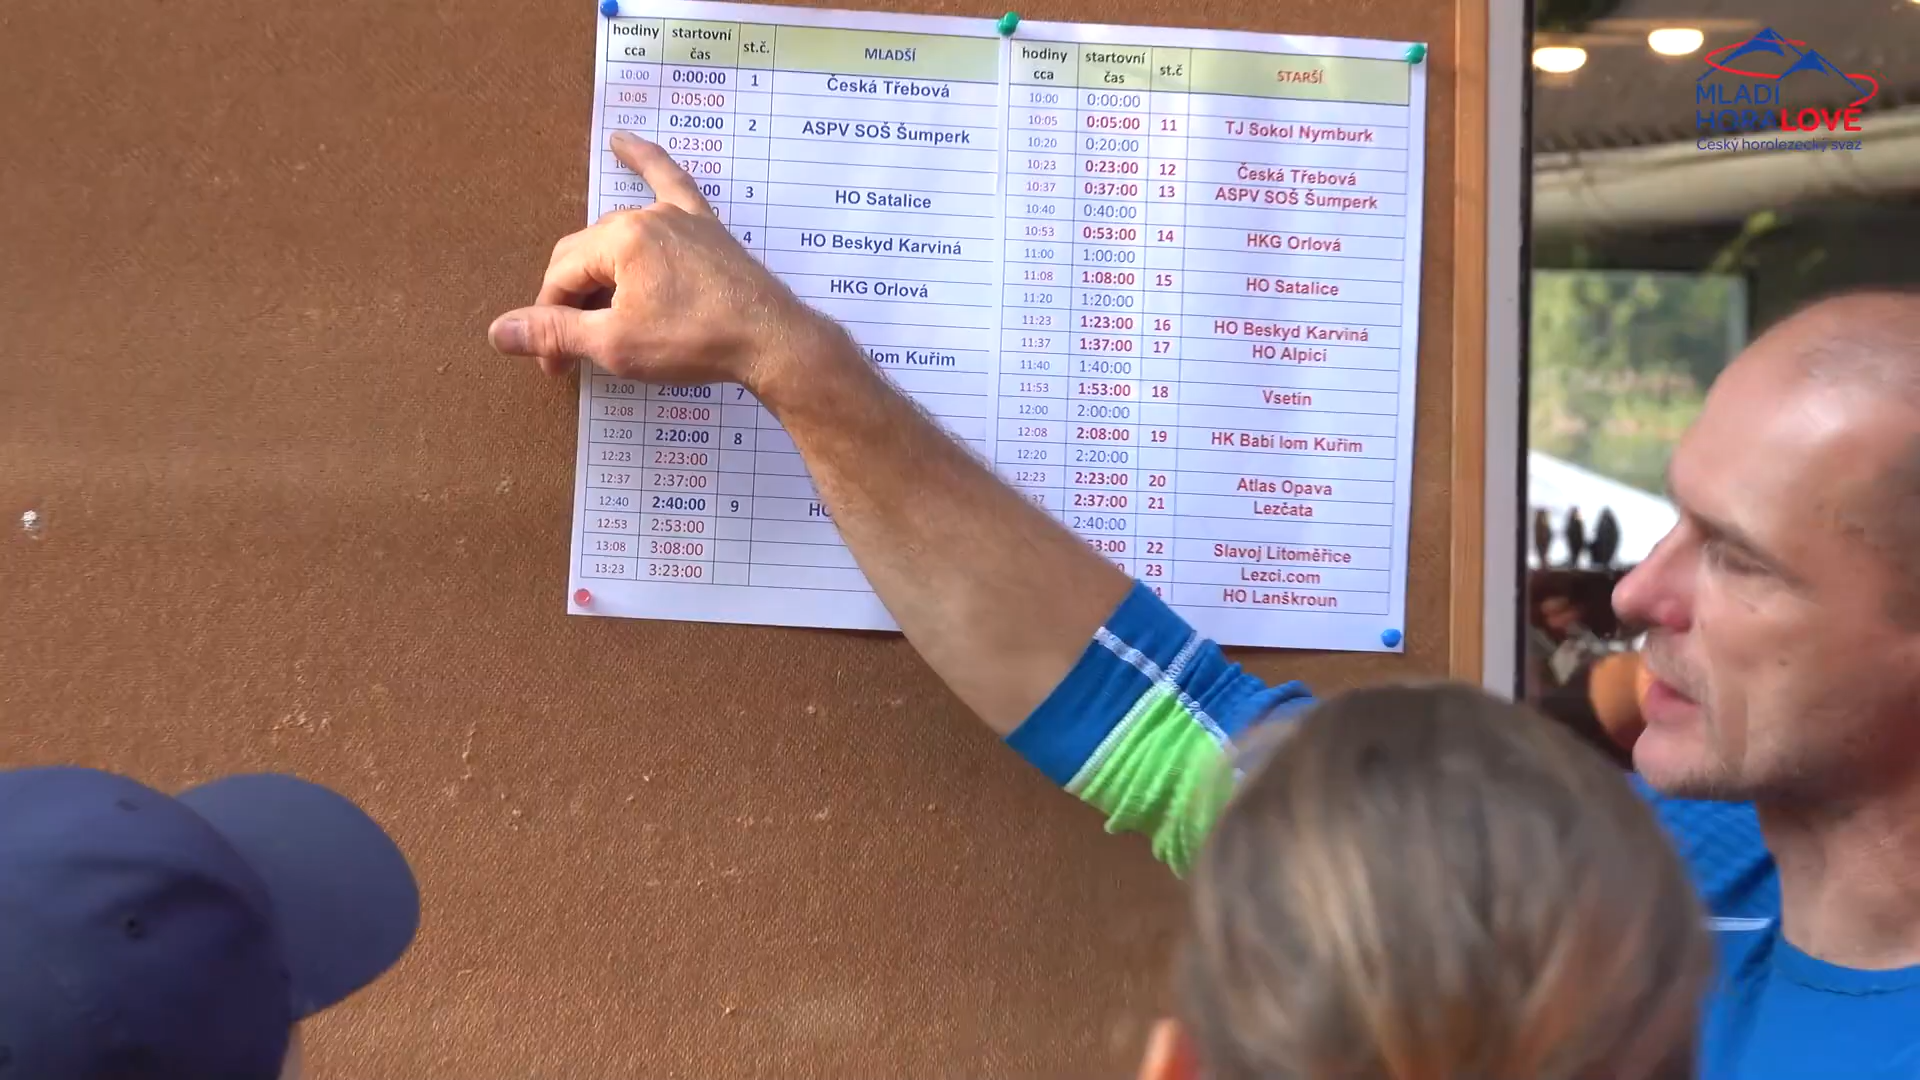 hodiny cca startovní čas st.č. MLADŠÍ
10:00 0:00:00 1 Česká Třebová
10:05 0:05:00
10:20 0:20:00 2 ASPV SOŠ Šumperk
0:23:00
37:00
10:40 :00 3 HO Satalice
10:53
4 HO Beskyd Karviná
HKG Orlová
lom Kuřim
12:00 2:00:00 7
12:08 2:08:00
12:20 2:20:00 8
12:23 2:23:00
12:37 2:37:00
12:40 2:40:00 9 HO
12:53 2:53:00
13:08 3:08:00
13:23 3:23:00
hodiny cca startovní čas st.č STARŠÍ
10:00 0:00:00
10:05 0:05:00 11 TJ Sokol Nymburk
10:20 0:20:00
10:23 0:23:00 12 Česká Třebová
10:37 0:37:00 13 ASPV SOŠ Šumperk
10:40 0:40:00
10:53 0:53:00 14 HKG Orlová
11:00 1:00:00
11:08 1:08:00 15 HO Satalice
11:20 1:20:00
11:23 1:23:00 16 HO Beskyd Karviná
11:37 1:37:00 17 HO Alpici
11:40 1:40:00
11:53 1:53:00 18 Vsetín
12:00 2:00:00
12:08 2:08:00 19 HK Babí lom Kuřim
12:20 2:20:00
12:23 2:23:00 20 Atlas Opava
37 2:37:00 21 Lezčata
2:40:00
53:00 22 Slavoj Litoměřice
23 Lezci.com
4 HO Lanškroun
MLADÍ
HORALOVÉ
Český horolezecký svaz